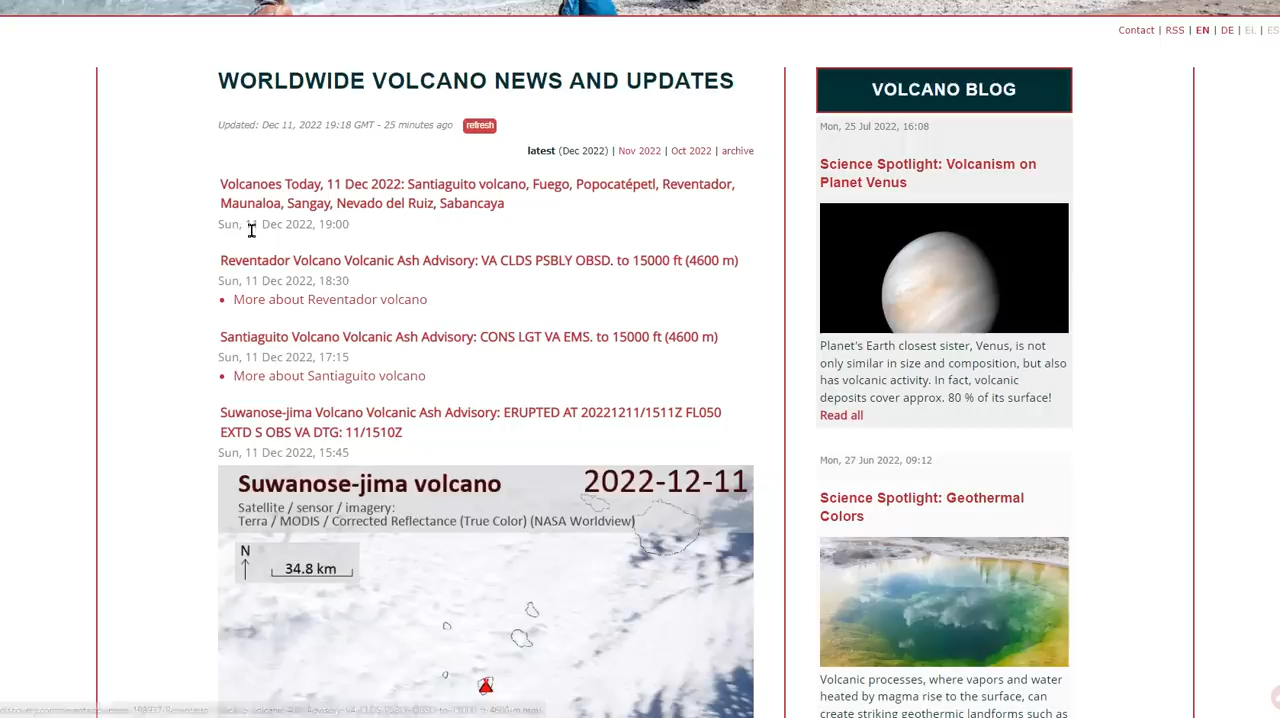 Contact | RSS | EN | DE | EL | ES
WORLDWIDE VOLCANO NEWS AND UPDATES
Updated: Dec 11, 2022 19:18 GMT - 25 minutes ago refresh
latest (Dec 2022) | Nov 2022 | Oct 2022 | archive
Volcanoes Today, 11 Dec 2022: Santiaguito volcano, Fuego, Popocatépetl, Reventador,
Maunaloa, Sangay, Nevado del Ruiz, Sabancaya
Sun, 11 Dec 2022, 19:00
Reventador Volcano Volcanic Ash Advisory: VA CLDS PSBLY OBSD. to 15000 ft (4600 m)
Sun, 11 Dec 2022, 18:30
• More about Reventador volcano
Santiaguito Volcano Volcanic Ash Advisory: CONS LGT VA EMS. to 15000 ft (4600 m)
Sun, 11 Dec 2022, 17:15
• More about Santiaguito volcano
Suwanose-jima Volcano Volcanic Ash Advisory: ERUPTED AT 20221211/1511Z FL050
EXTD S OBS VA DTG: 11/1510Z
Sun, 11 Dec 2022, 15:45
Suwanose-jima volcano
2022-12-11
Satellite / sensor / imagery:
Terra / MODIS / Corrected Reflectance (True Color) (NASA Worldview)
N
34.8 km
VOLCANO BLOG
Mon, 25 Jul 2022, 16:08
Science Spotlight: Volcanism on
Planet Venus
Planet's Earth closest sister, Venus, is not
only similar in size and composition, but also
has volcanic activity. In fact, volcanic
deposits cover approx. 80 % of its surface!
Read all
Mon, 27 Jun 2022, 09:12
Science Spotlight: Geothermal
Colors
Volcanic processes, where vapors and water
heated by magma rise to the surface, can
create striking geothermic landforms such as